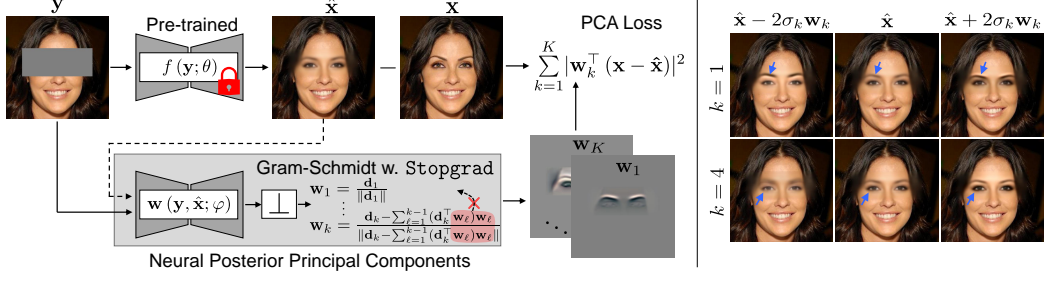 y
Pre-trained
f (y; θ)
x̂
x
PCA Loss
∑_{k=1}^{K} |w_k^⊤ (x − x̂)|²
Gram-Schmidt w. Stopgrad
w (y, x̂; φ)
⊥
w_1 = d_1 / ‖d_1‖
⋮
w_k = (d_k − ∑_{ℓ=1}^{k−1} (d_k^⊤ w_ℓ) w_ℓ) / ‖d_k − ∑_{ℓ=1}^{k−1} (d_k^⊤ w_ℓ) w_ℓ‖
w_K
w_1
Neural Posterior Principal Components
x̂ − 2σ_k w_k
x̂
x̂ + 2σ_k w_k
k = 1
k = 4